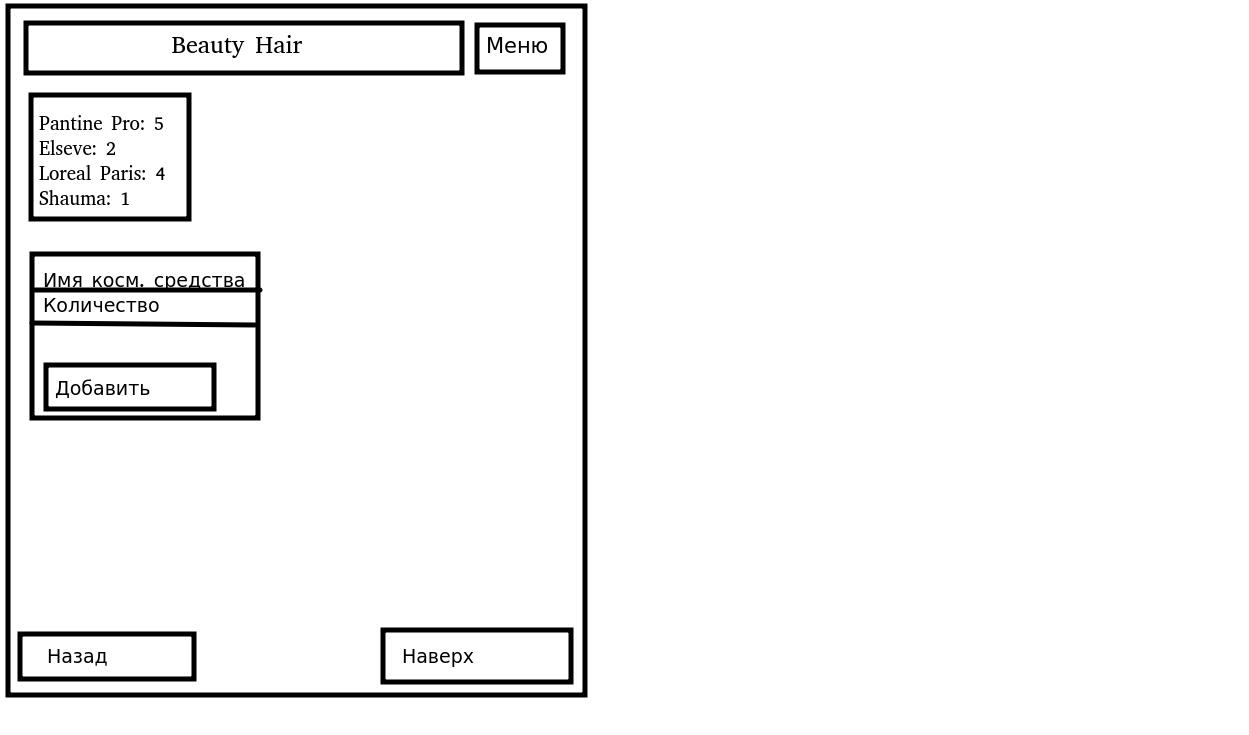 Beauty Hair
Меню
Pantine Pro: 5
Elseve: 2
Loreal Paris: 4
Shauma: 1
Имя косм. средства
Количество
Добавить
Назад
Наверх